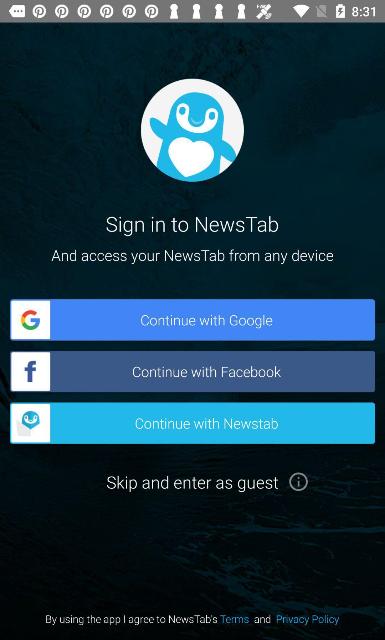 8:31
Sign in to NewsTab
And access your NewsTab from any device
Continue with Google
Continue with Facebook
Continue with Newstab
Skip and enter as guest
By using the app I agree to NewsTab's Terms and Privacy Policy